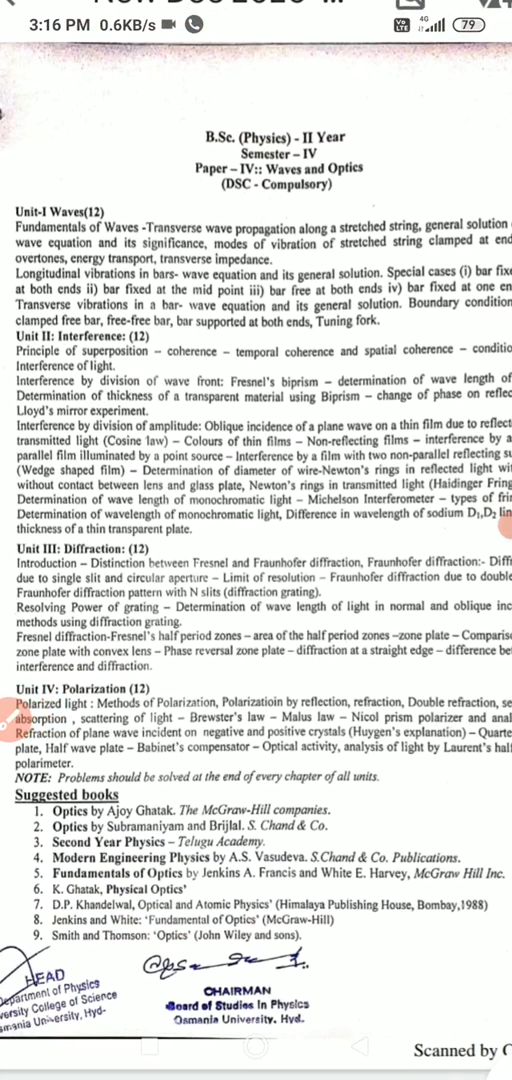 3:16 PM 0.6KB/s
Vo LTE 4G 79
B.Sc. (Physics) - II Year
Semester – IV
Paper – IV:: Waves and Optics
(DSC - Compulsory)
Unit-I Waves(12)
Fundamentals of Waves -Transverse wave propagation along a stretched string, general solution
wave equation and its significance, modes of vibration of stretched string clamped at end
overtones, energy transport, transverse impedance.
Longitudinal vibrations in bars- wave equation and its general solution. Special cases (i) bar fixe
at both ends ii) bar fixed at the mid point iii) bar free at both ends iv) bar fixed at one en
Transverse vibrations in a bar- wave equation and its general solution. Boundary condition
clamped free bar, free-free bar, bar supported at both ends, Tuning fork.
Unit II: Interference: (12)
Principle of superposition – coherence – temporal coherence and spatial coherence – conditio
Interference of light.
Interference by division of wave front: Fresnel's biprism – determination of wave length of
Determination of thickness of a transparent material using Biprism – change of phase on reflec
Lloyd's mirror experiment.
Interference by division of amplitude: Oblique incidence of a plane wave on a thin film due to reflect
transmitted light (Cosine law) – Colours of thin films – Non-reflecting films – interference by a
parallel film illuminated by a point source – Interference by a film with two non-parallel reflecting su
(Wedge shaped film) – Determination of diameter of wire-Newton's rings in reflected light wit
without contact between lens and glass plate, Newton's rings in transmitted light (Haidinger Fring
Determination of wave length of monochromatic light – Michelson Interferometer – types of frin
Determination of wavelength of monochromatic light, Difference in wavelength of sodium D1,D2 lin
thickness of a thin transparent plate.
Unit III: Diffraction: (12)
Introduction – Distinction between Fresnel and Fraunhofer diffraction, Fraunhofer diffraction:- Diffr
due to single slit and circular aperture – Limit of resolution – Fraunhofer diffraction due to double
Fraunhofer diffraction pattern with N slits (diffraction grating).
Resolving Power of grating – Determination of wave length of light in normal and oblique inc
methods using diffraction grating.
Fresnel diffraction-Fresnel's half period zones – area of the half period zones –zone plate – Comparis
zone plate with convex lens – Phase reversal zone plate – diffraction at a straight edge – difference be
interference and diffraction.
Unit IV: Polarization (12)
Polarized light : Methods of Polarization, Polarizatioin by reflection, refraction, Double refraction, se
absorption , scattering of light – Brewster's law – Malus law – Nicol prism polarizer and anal
Refraction of plane wave incident on negative and positive crystals (Huygen's explanation) – Quarte
plate, Half wave plate – Babinet's compensator – Optical activity, analysis of light by Laurent's half
polarimeter.
NOTE: Problems should be solved at the end of every chapter of all units.
Suggested books
1. Optics by Ajoy Ghatak. The McGraw-Hill companies.
2. Optics by Subramaniyam and Brijlal. S. Chand & Co.
3. Second Year Physics – Telugu Academy.
4. Modern Engineering Physics by A.S. Vasudeva. S.Chand & Co. Publications.
5. Fundamentals of Optics by Jenkins A. Francis and White E. Harvey, McGraw Hill Inc.
6. K. Ghatak, Physical Optics'
7. D.P. Khandelwal, Optical and Atomic Physics' (Himalaya Publishing House, Bombay,1988)
8. Jenkins and White: 'Fundamental of Optics' (McGraw-Hill)
9. Smith and Thomson: 'Optics' (John Wiley and sons).
HEAD
Department of Physics
versity College of Science
smania University, Hyd-
CHAIRMAN
Board of Studies In Physics
Osmania University. Hyd.
Scanned by C